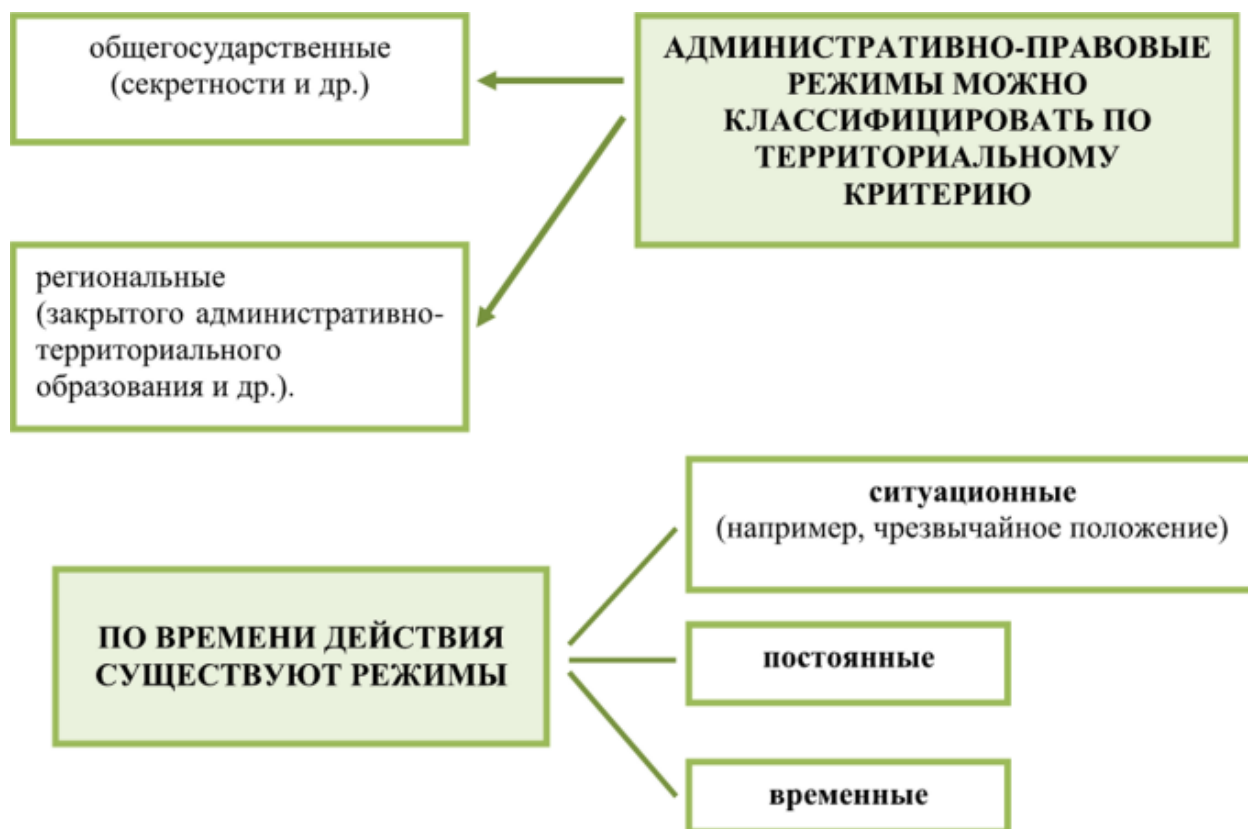 АДМИНИСТРАТИВНО-ПРАВОВЫЕ
РЕЖИМЫ МОЖНО
КЛАССИФИЦИРОВАТЬ ПО
ТЕРРИТОРИАЛЬНОМУ
КРИТЕРИЮ
общегосударственные
(секретности и др.)
региональные
(закрытого административно-
территориального
образования и др.).
ПО ВРЕМЕНИ ДЕЙСТВИЯ
СУЩЕСТВУЮТ РЕЖИМЫ
ситуационные
(например, чрезвычайное положение)
постоянные
временные